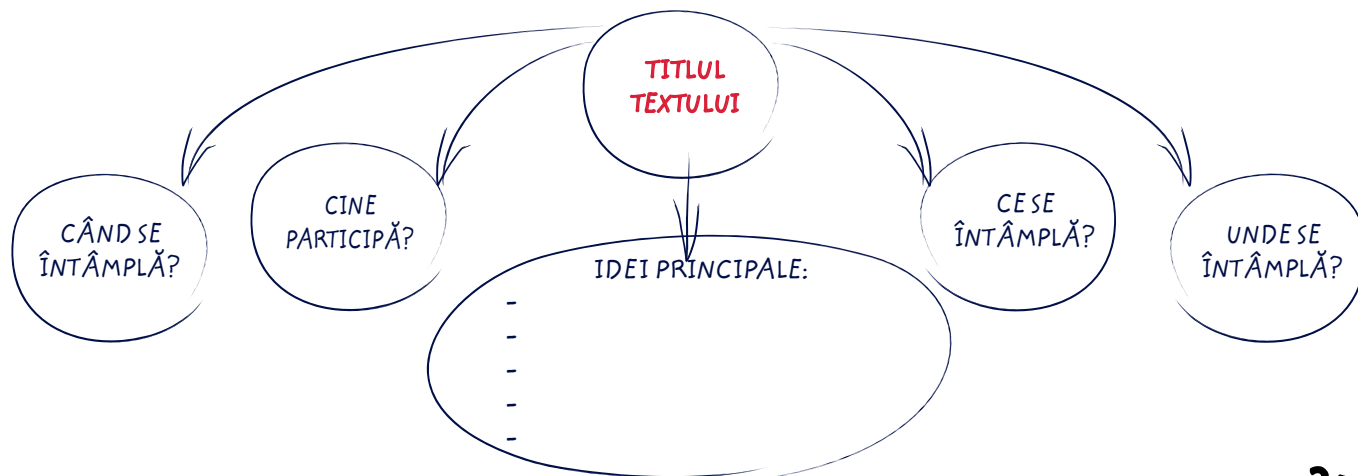 TITLUL
TEXTULUI
CÂND SE
ÎNTÂMPLĂ?
CINE
PARTICIPĂ?
IDEI PRINCIPALE:
-
-
-
-
-
CE SE
ÎNTÂMPLĂ?
UNDE SE
ÎNTÂMPLĂ?